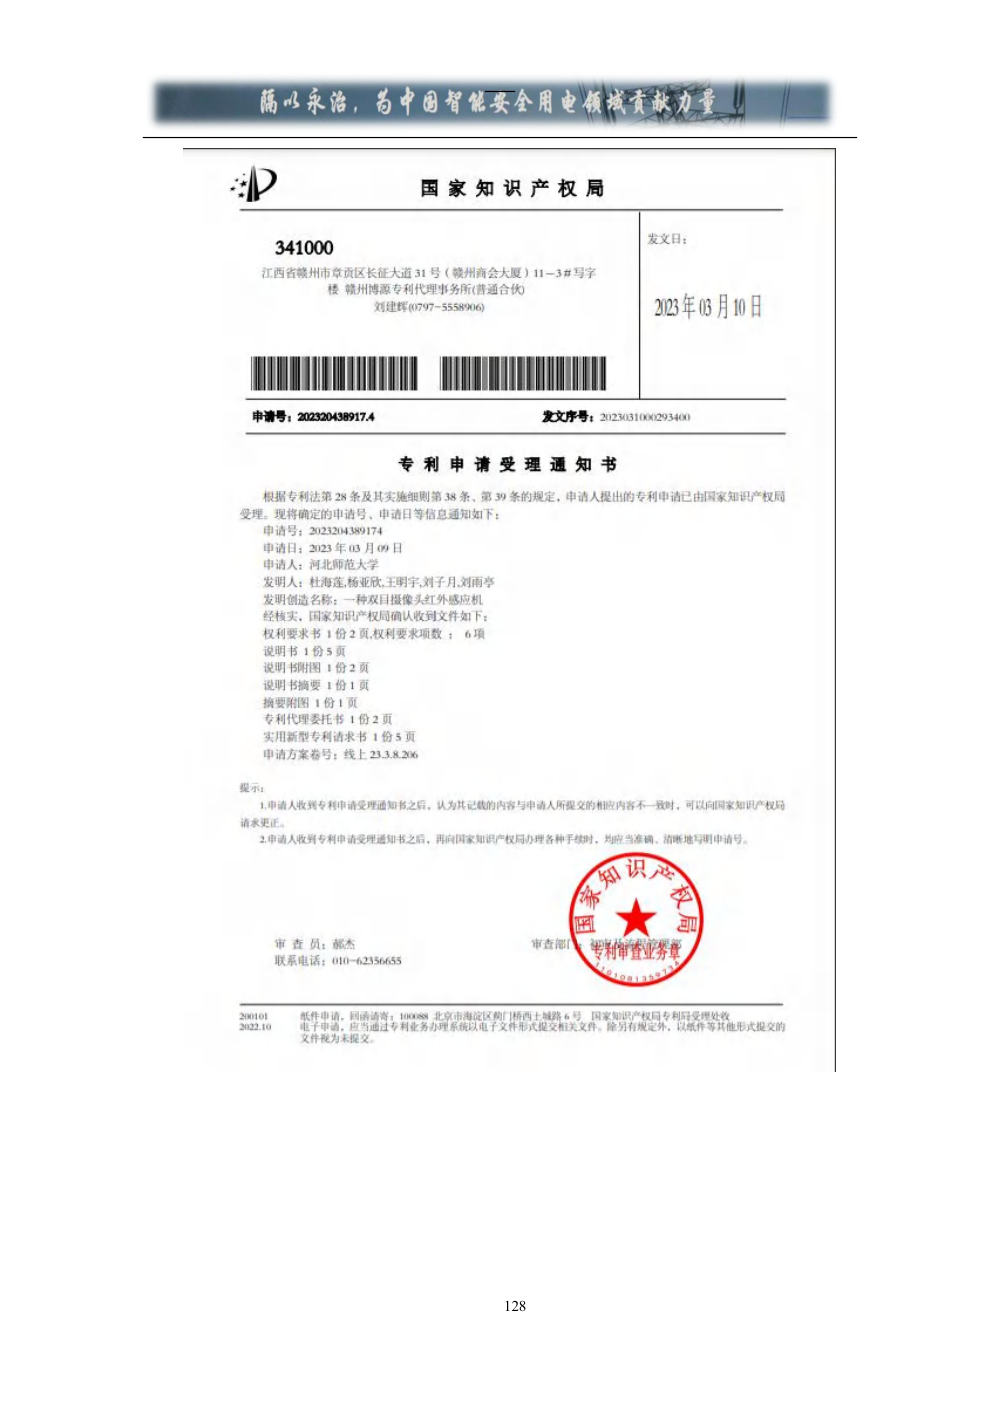 隔以永治，为中国智能安全用电领域贡献力量
国家知识产权局
341000
江西省赣州市章贡区长征大道 31 号（赣州商会大厦）11－3＃写字
楼 赣州博源专利代理事务所(普通合伙)
刘建辉(0797-5558906)
发文日：
2023 年 03 月 10 日
申请号：202320438917.4
发文序号：2023031000293400
专利申请受理通知书
根据专利法第 28 条及其实施细则第 38 条、第 39 条的规定，申请人提出的专利申请已由国家知识产权局
受理。现将确定的申请号、申请日等信息通知如下：
申请号：2023204389174
申请日：2023 年 03 月 09 日
申请人：河北师范大学
发明人：杜海莲,杨亚欣,王明宇,刘子月,刘雨亭
发明创造名称：一种双目摄像头红外感应机
经核实，国家知识产权局确认收到文件如下：
权利要求书 1 份 2 页,权利要求项数 ： 6 项
说明书 1 份 5 页
说明书附图 1 份 2 页
说明书摘要 1 份 1 页
摘要附图 1 份 1 页
专利代理委托书 1 份 2 页
实用新型专利请求书 1 份 5 页
申请方案卷号：线上 23.3.8.206
提示：
1.申请人收到专利申请受理通知书之后，认为其记载的内容与申请人所提交的相应内容不一致时，可以向国家知识产权局
请求更正。
2.申请人收到专利申请受理通知书之后，再向国家知识产权局办理各种手续时，均应当准确、清晰地写明申请号。
国家知识产权局
专利审查业务章
1101081359734
审 查 员：郝杰
审查部门：初审及流程管理部
联系电话：010-62356655
200101
2022.10
纸件申请，回函请寄：100088 北京市海淀区蓟门桥西土城路 6 号 国家知识产权局专利局受理处收
电子申请，应当通过专利业务办理系统以电子文件形式提交相关文件。除另有规定外，以纸件等其他形式提交的
文件视为未提交。
128